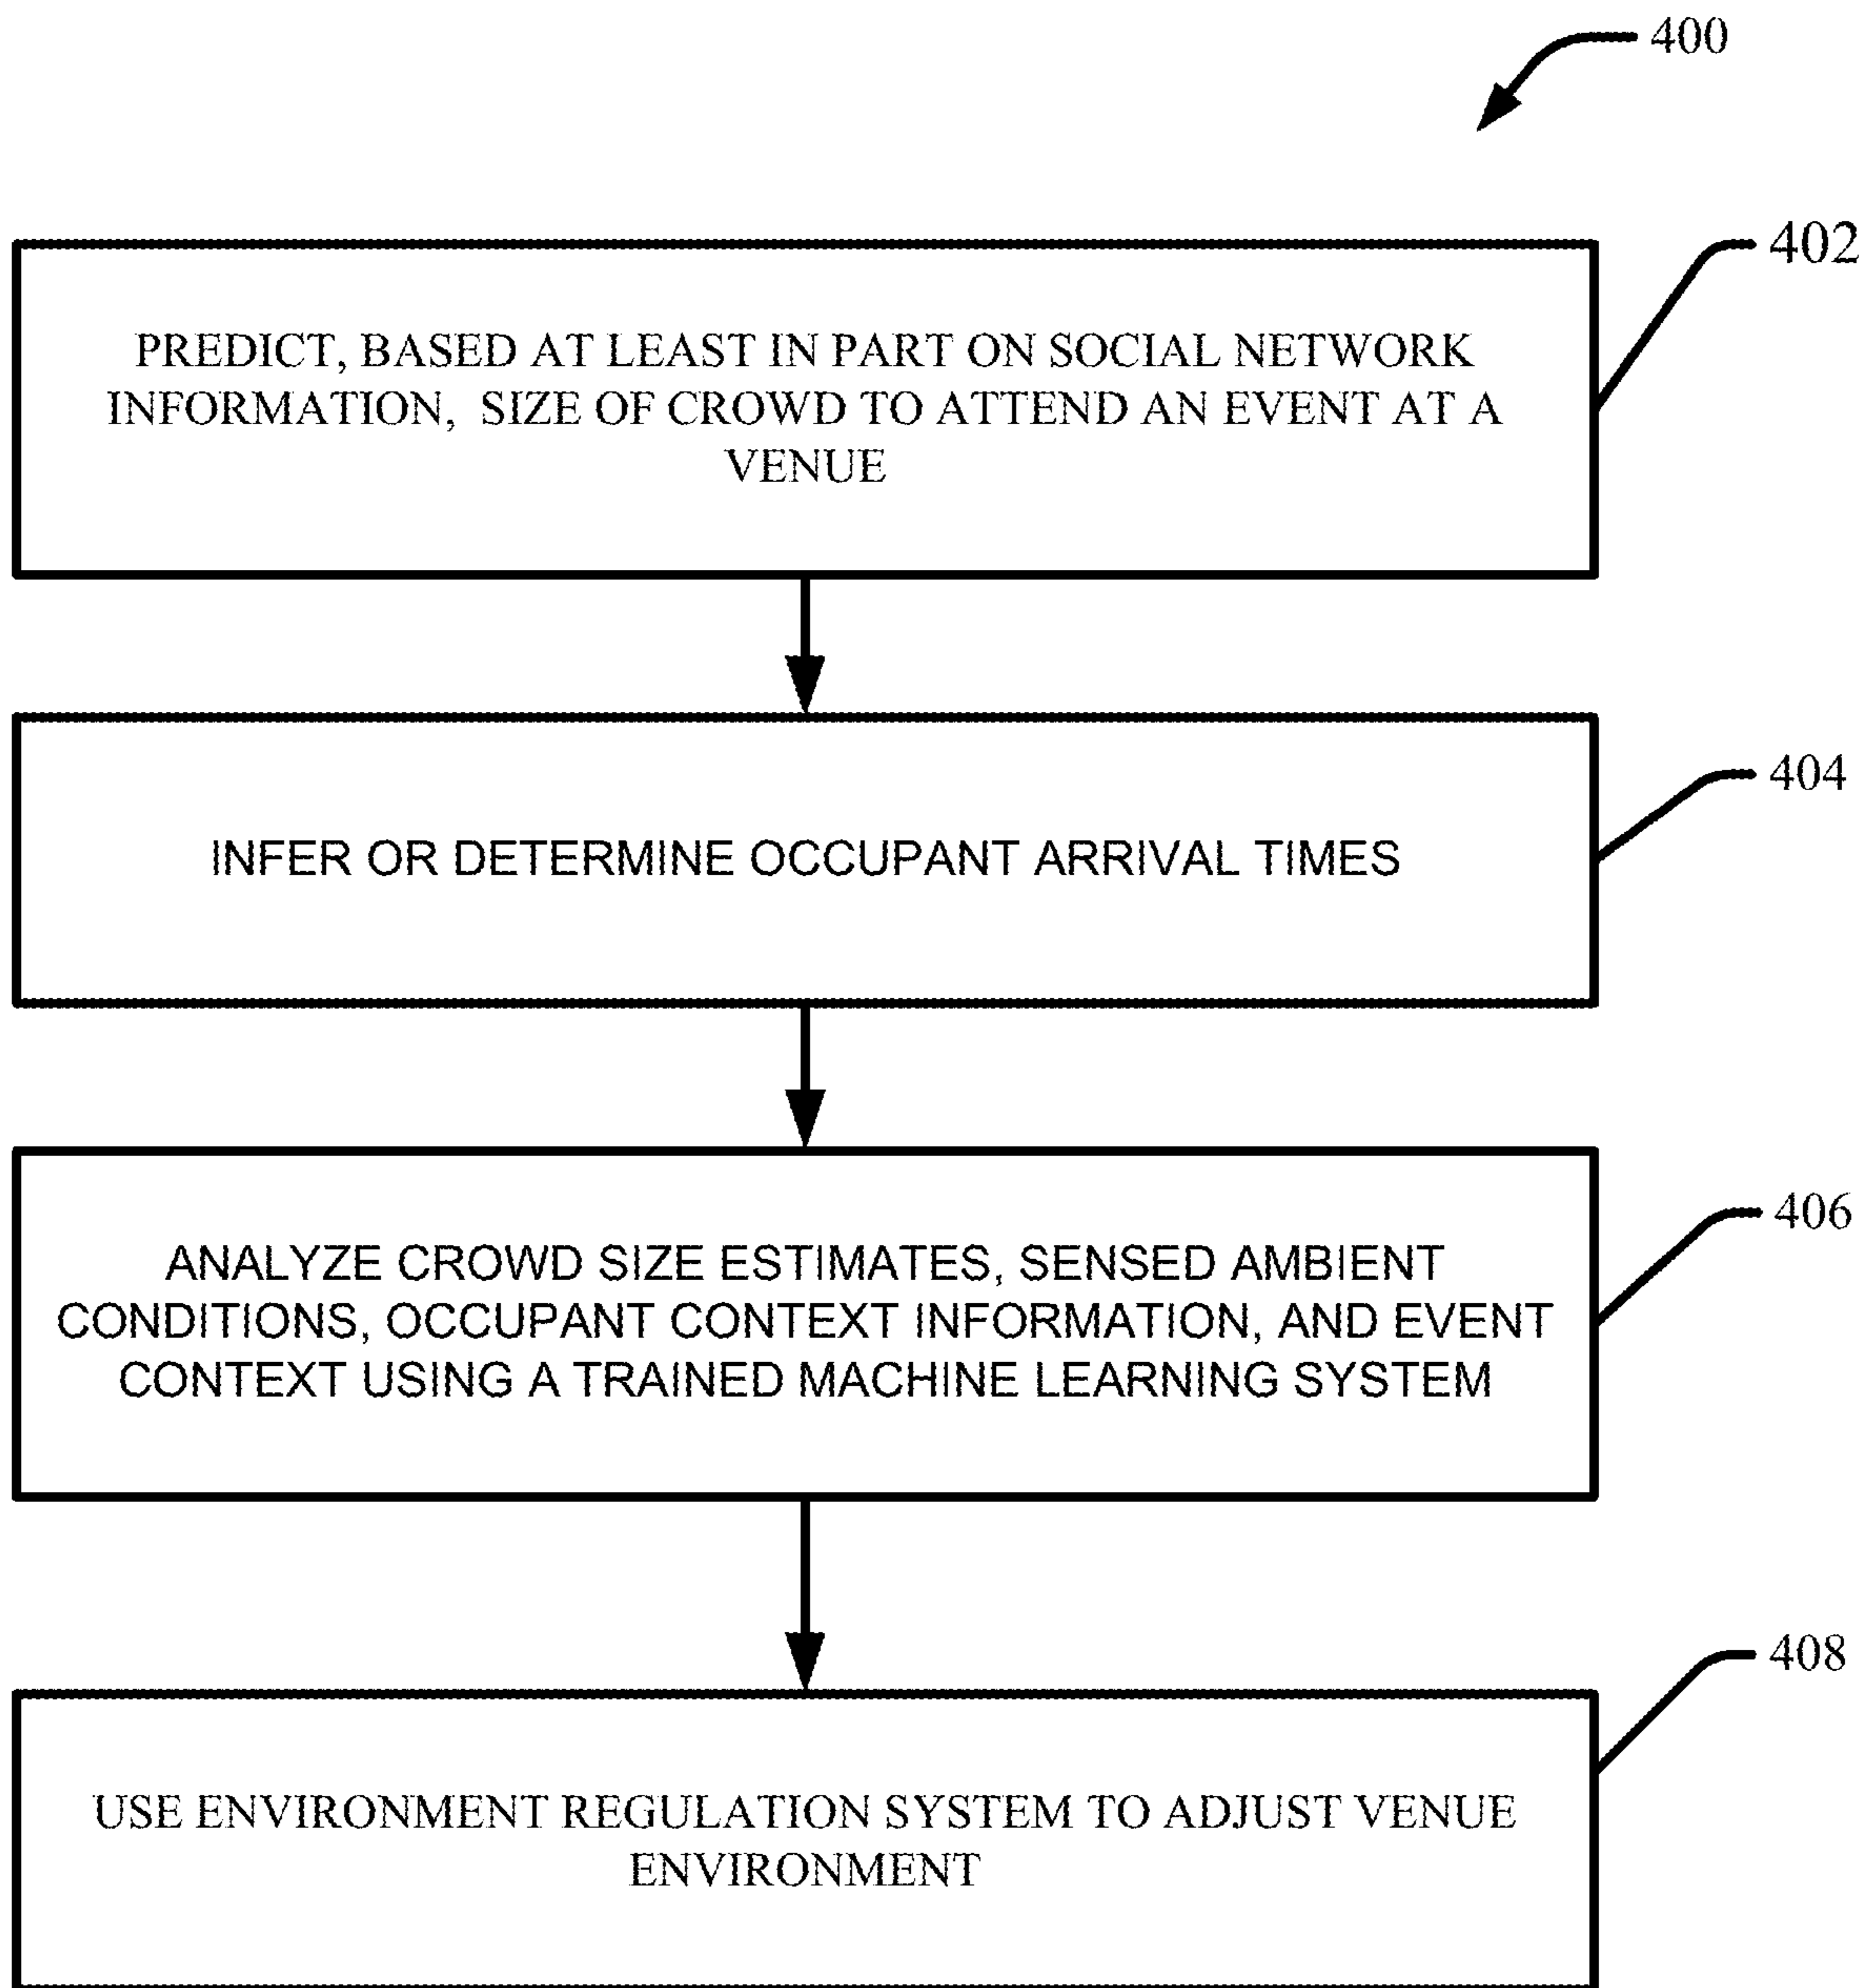 400
402
PREDICT, BASED AT LEAST IN PART ON SOCIAL NETWORK
INFORMATION, SIZE OF CROWD TO ATTEND AN EVENT AT A
VENUE
404
INFER OR DETERMINE OCCUPANT ARRIVAL TIMES
406
ANALYZE CROWD SIZE ESTIMATES, SENSED AMBIENT
CONDITIONS, OCCUPANT CONTEXT INFORMATION, AND EVENT
CONTEXT USING A TRAINED MACHINE LEARNING SYSTEM
408
USE ENVIRONMENT REGULATION SYSTEM TO ADJUST VENUE
ENVIRONMENT